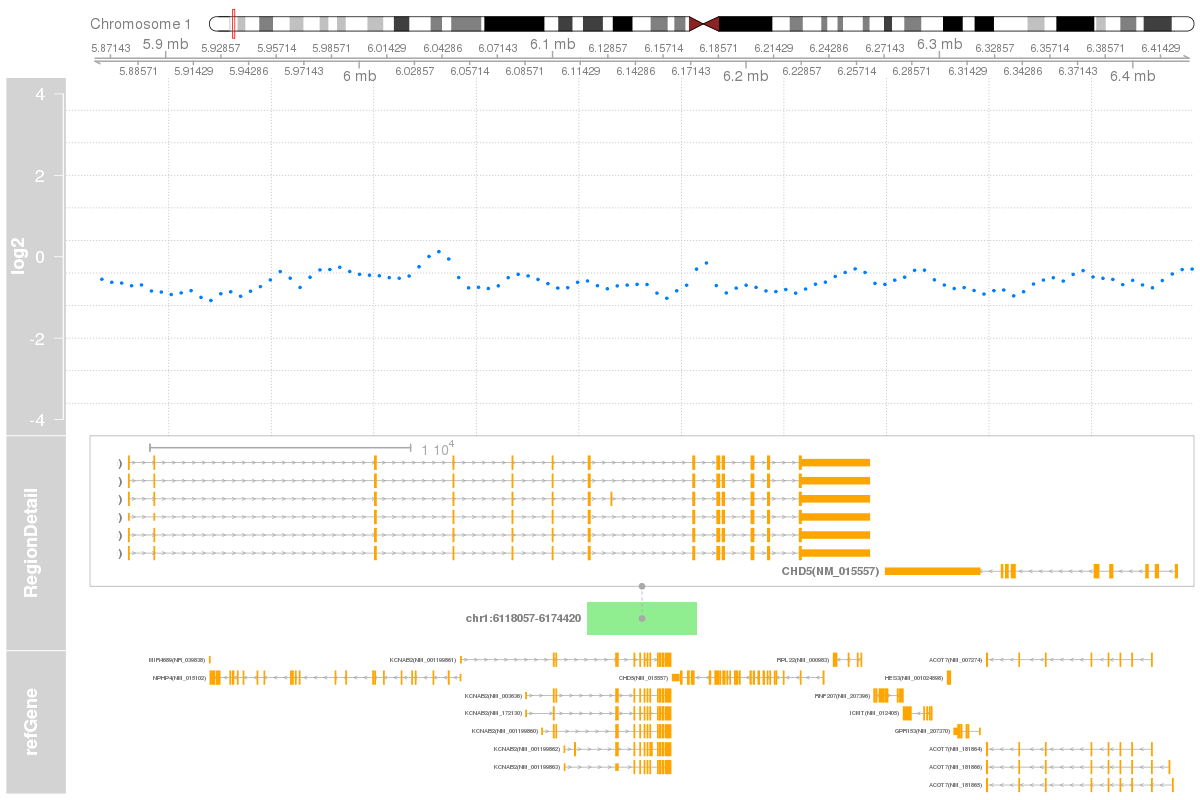 Chromosome 1
5.87143 5.9 mb 5.92857 5.95714 5.98571 6.01429 6.04286 6.07143 6.1 mb 6.12857 6.15714 6.18571 6.21429 6.24286 6.27143 6.3 mb 6.32857 6.35714 6.38571 6.41429
5.88571 5.91429 5.94286 5.97143 6 mb 6.02857 6.05714 6.08571 6.11429 6.14286 6.17143 6.2 mb 6.22857 6.25714 6.28571 6.31429 6.34286 6.37143 6.4 mb
4
2
0
-2
-4
log2
1 10^4
)
)
)
)
)
)
CHD5(NM_015557)
RegionDetail
chr1:6118057-6174420
MIR4689(NR_039838) KCNAB2(NM_001199861) RPL22(NM_000983) ACOT7(NM_007274)
NPHP4(NM_015102) CHD5(NM_015557) HES3(NM_001024598)
KCNAB2(NM_003636) RNF207(NM_207396)
KCNAB2(NM_172130) ICMT(NM_012405)
KCNAB2(NM_001199860) GPR153(NM_207370)
KCNAB2(NM_001199862) ACOT7(NM_181864)
KCNAB2(NM_001199863) ACOT7(NM_181866)
ACOT7(NM_181865)
refGene